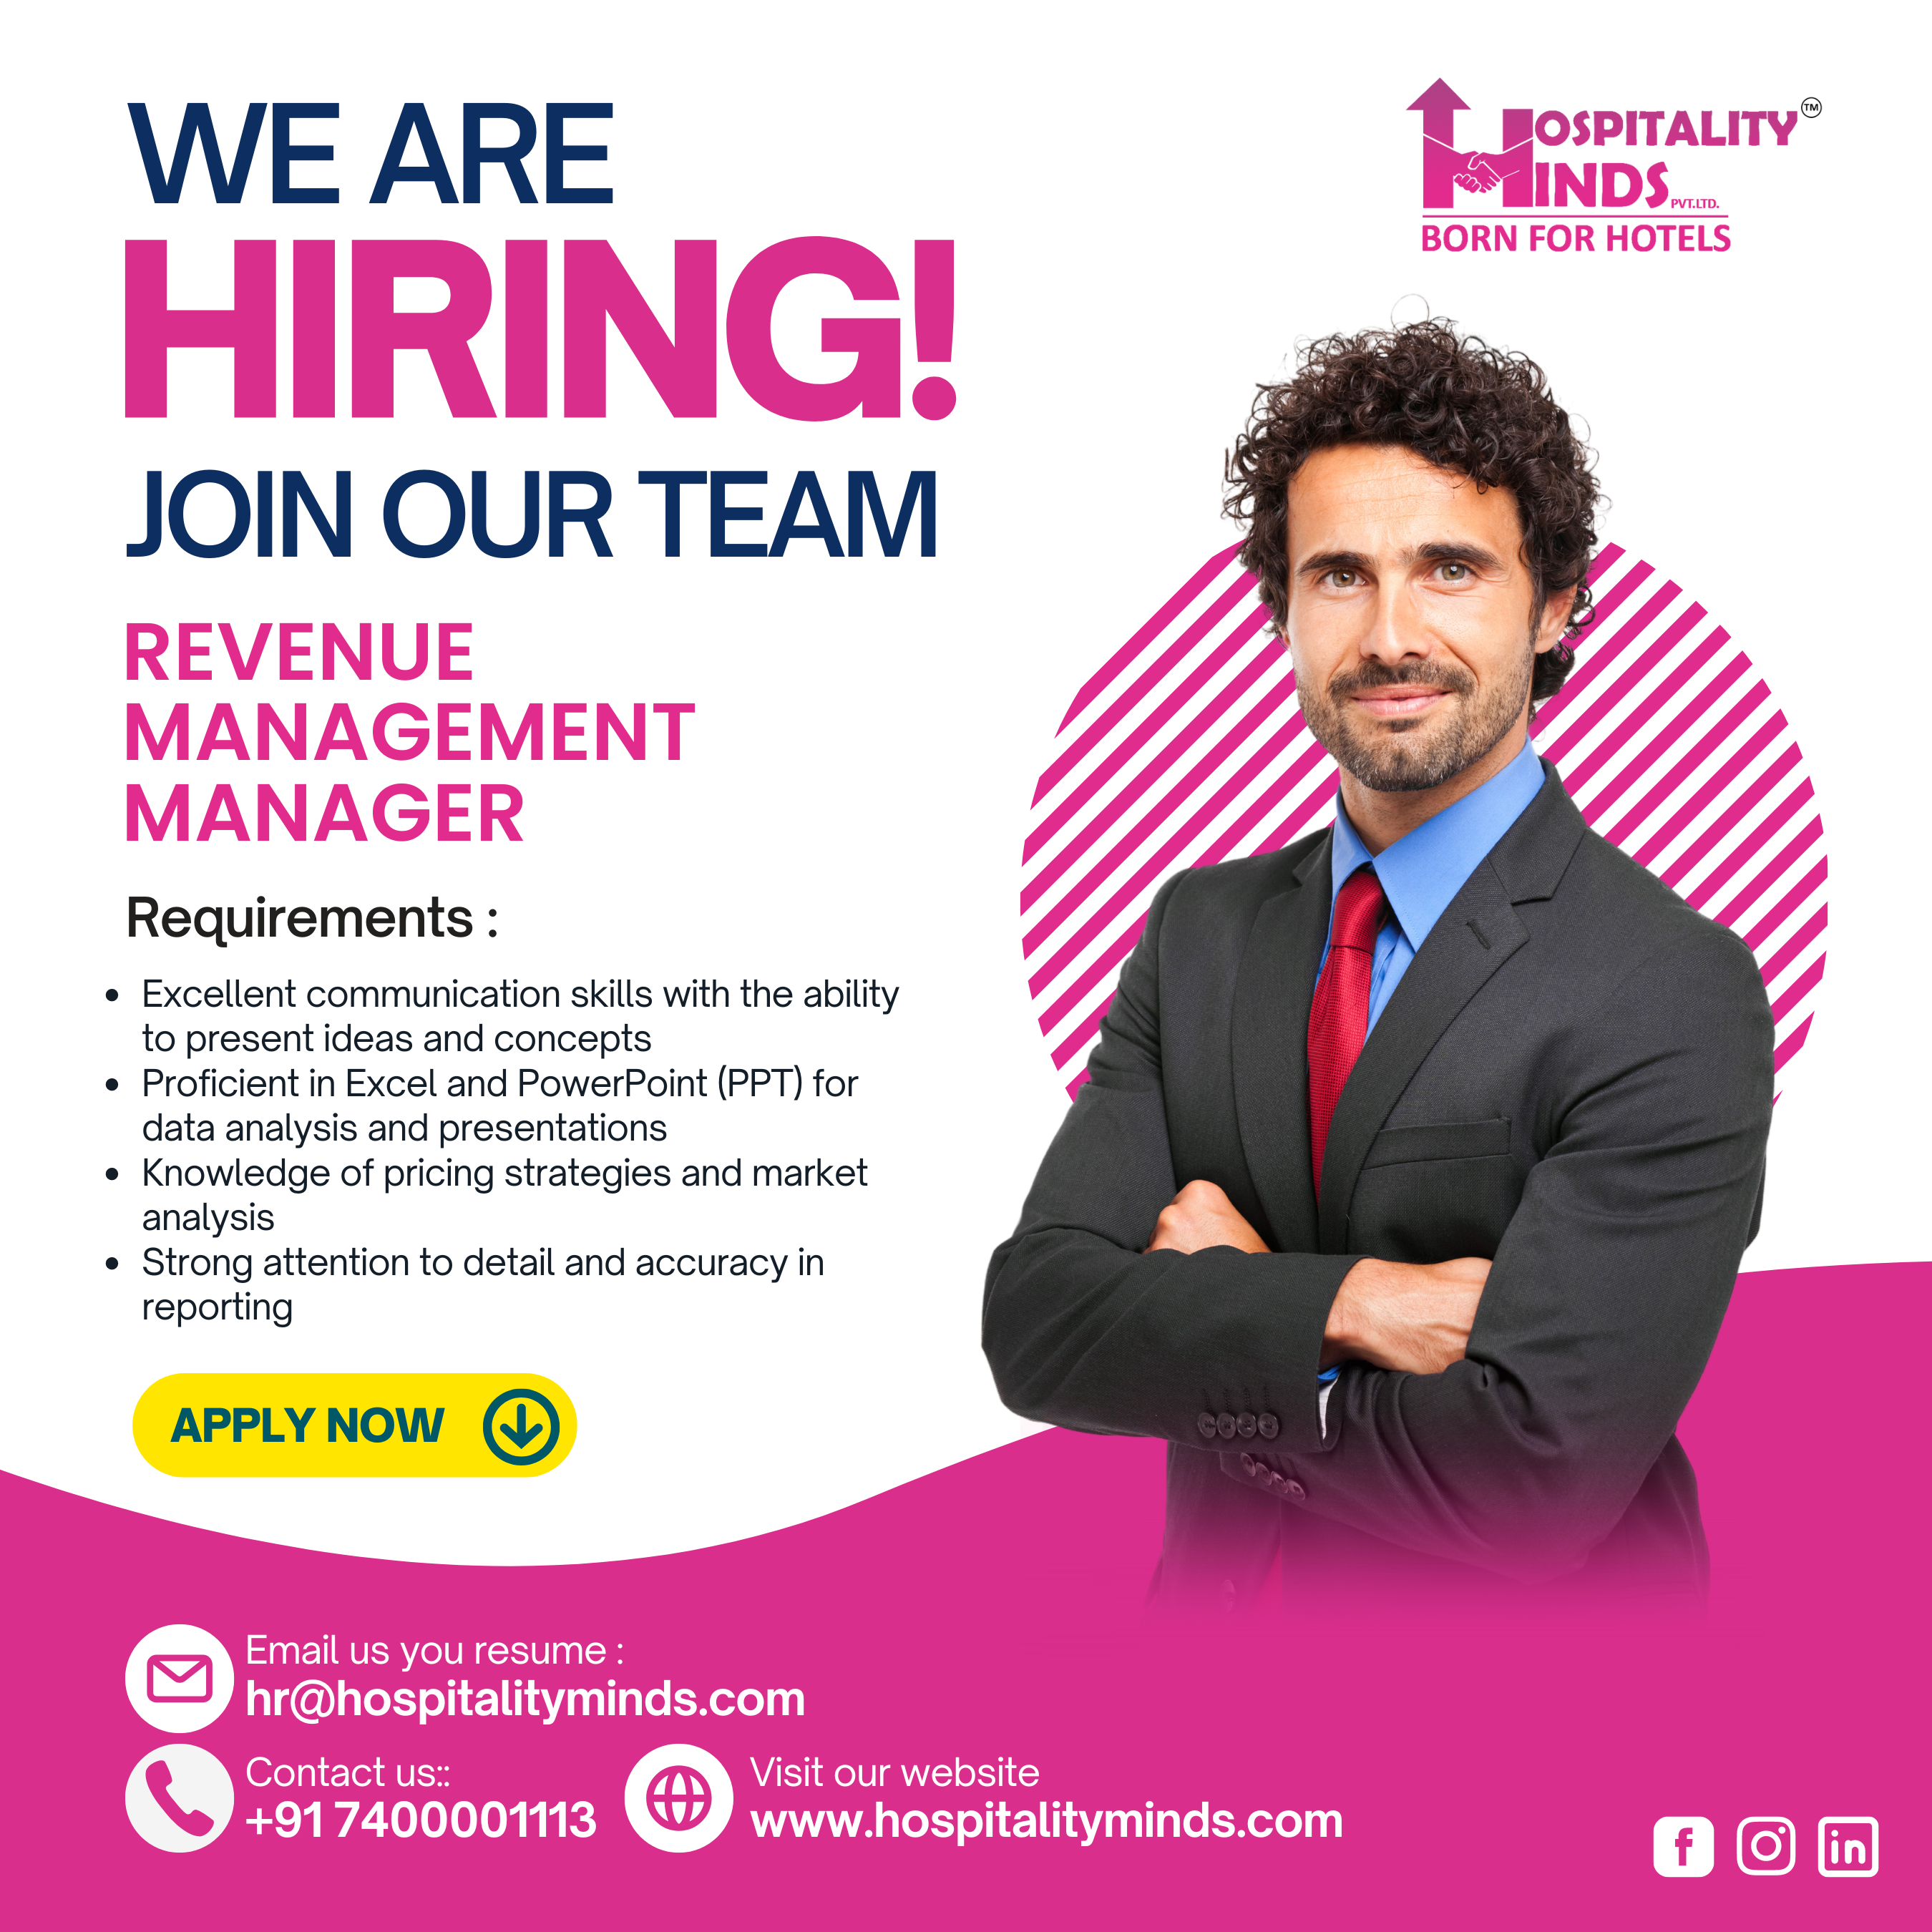 WE ARE
HIRING!
JOIN OUR TEAM
HOSPITALITY TM
MINDS PVT.LTD.
BORN FOR HOTELS
REVENUE
MANAGEMENT
MANAGER
Requirements :
• Excellent communication skills with the ability
to present ideas and concepts
• Proficient in Excel and PowerPoint (PPT) for
data analysis and presentations
• Knowledge of pricing strategies and market
analysis
• Strong attention to detail and accuracy in
reporting
APPLY NOW
Email us you resume :
hr@hospitalityminds.com
Contact us::
+91 7400001113
Visit our website
www.hospitalityminds.com